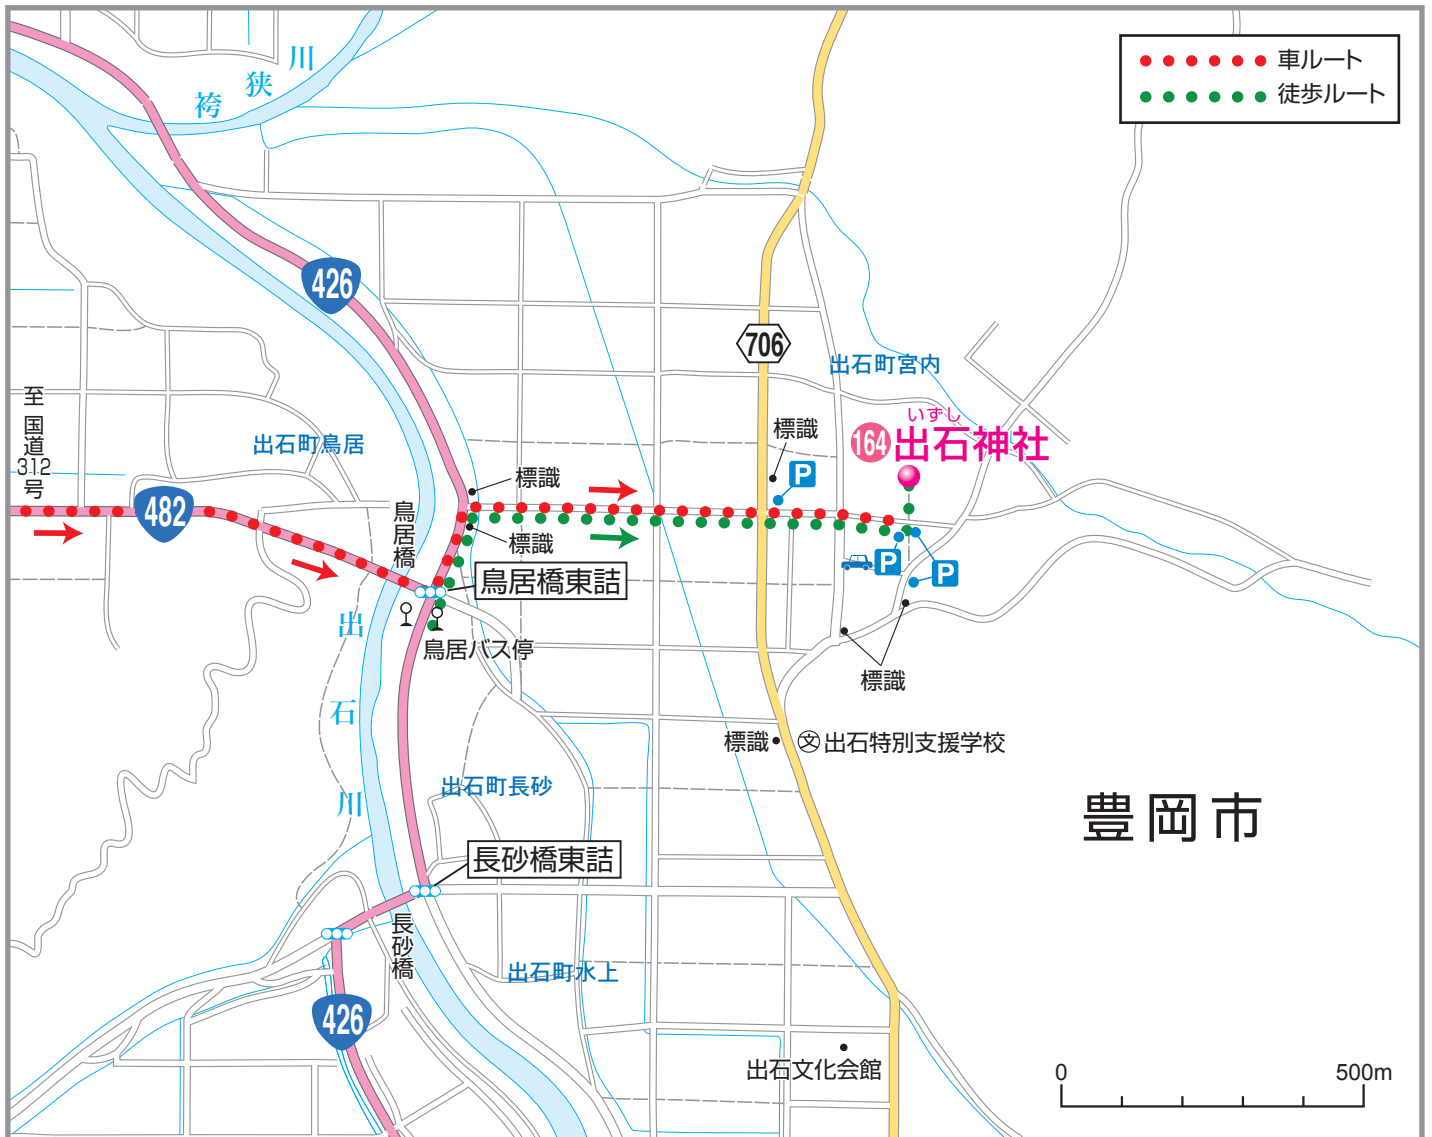 袴狭川
車ルート
徒歩ルート
426
706
出石町宮内
至国道312号
出石町鳥居
標識
いずし
164 出石神社
P
標識
482
鳥居橋
標識
P
P
鳥居橋東詰
出石川
鳥居バス停
標識
標識
文 出石特別支援学校
出石町長砂
豊岡市
長砂橋東詰
長砂橋
出石町水上
426
出石文化会館
0 500m